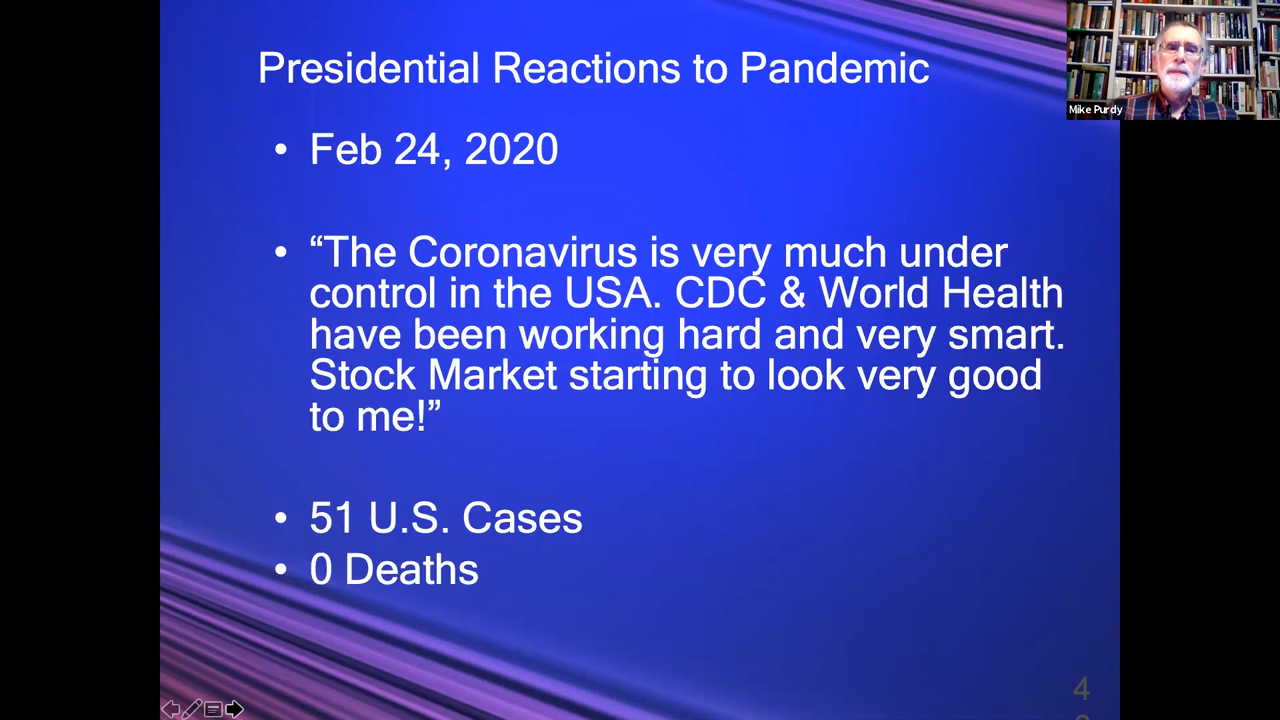 Presidential Reactions to Pandemic
Mike Purdy
• Feb 24, 2020
• “The Coronavirus is very much under
control in the USA. CDC & World Health
have been working hard and very smart.
Stock Market starting to look very good
to me!”
• 51 U.S. Cases
• 0 Deaths
4